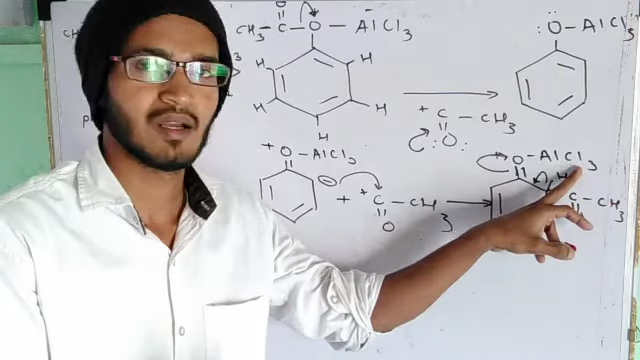 CH₃ – C – O – AlCl₃
O
:Ö – AlCl₃
H H
H H
H
+C – CH₃
:O:
+
O – AlCl₃
O – AlCl₃
H
⊖ + +C – CH₃
C – CH₃
O